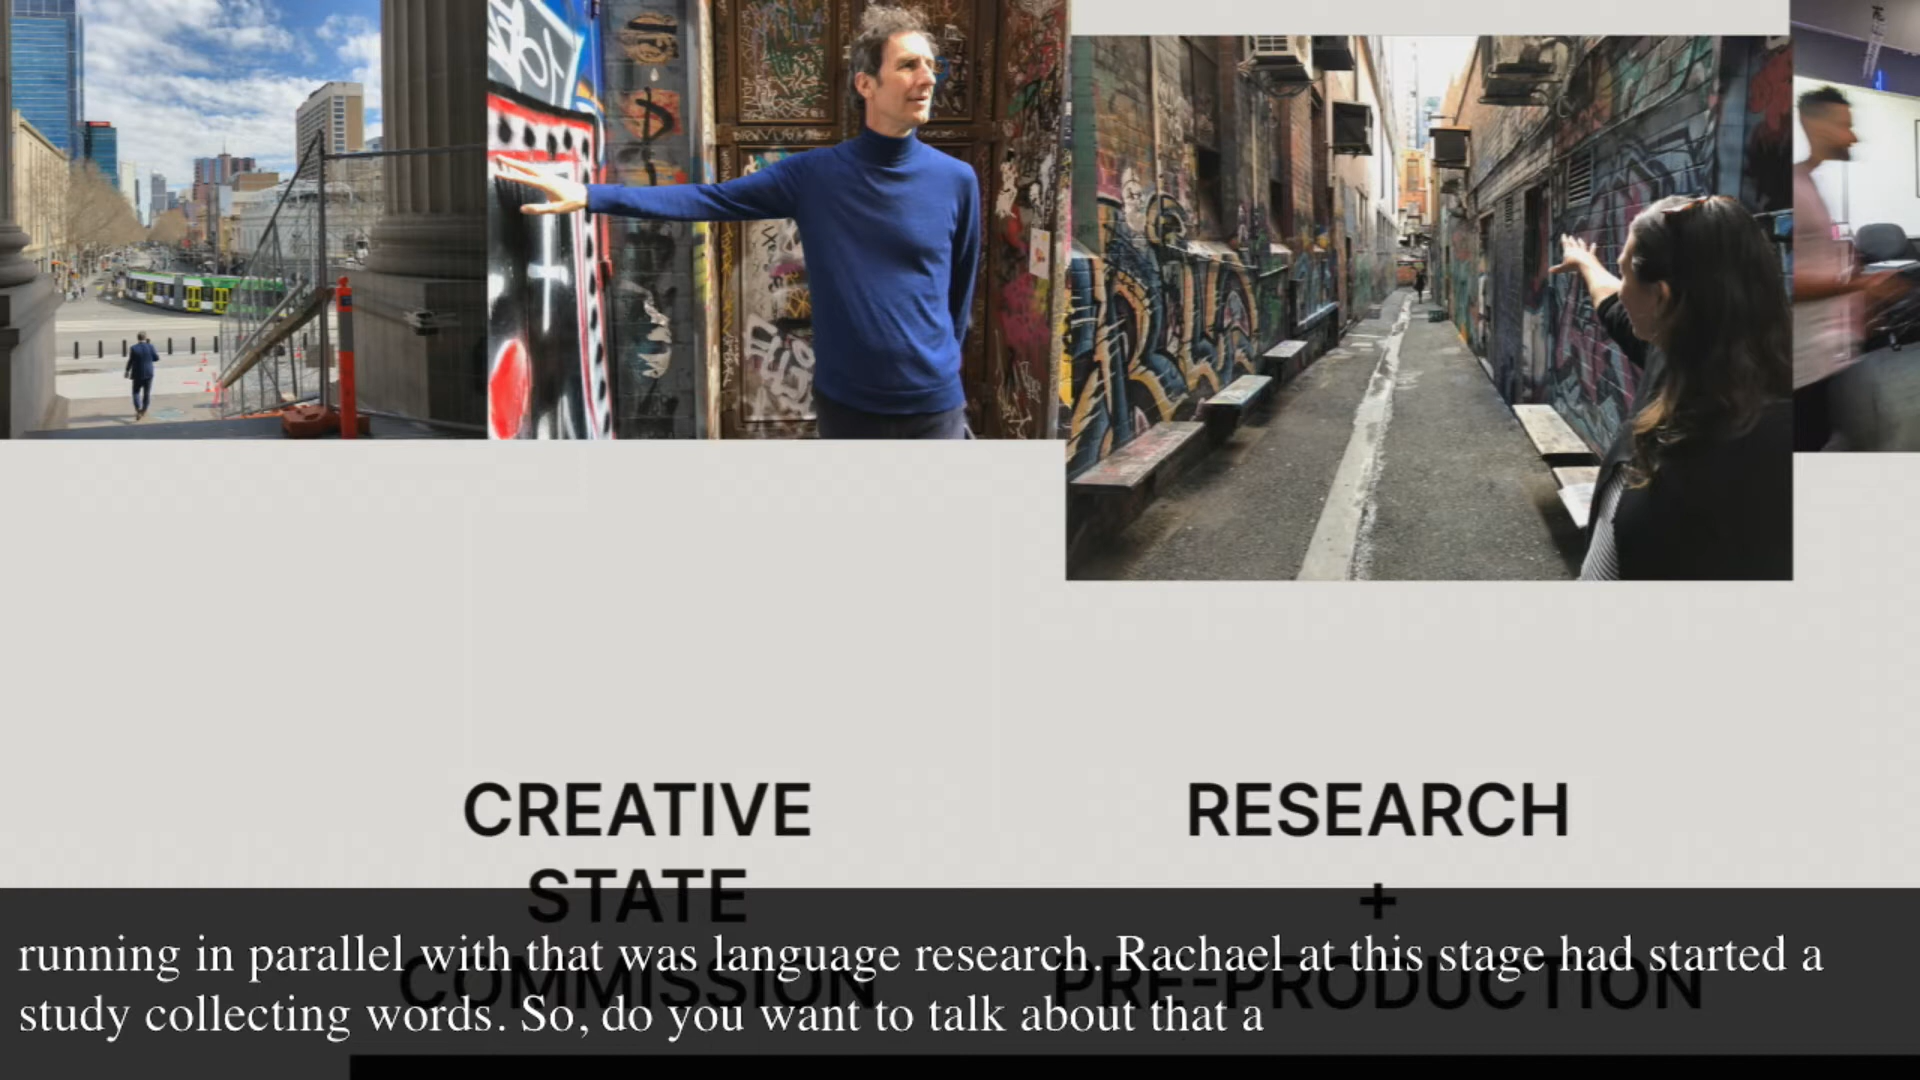 CREATIVE
STATE
COMMISSION
RESEARCH
+
PRE-PRODUCTION
running in parallel with that was language research. Rachael at this stage had started a
study collecting words. So, do you want to talk about that a